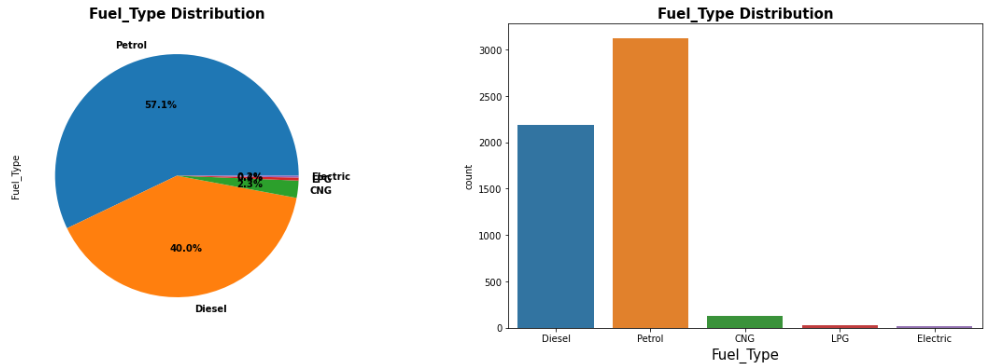 Fuel_Type Distribution
Petrol
57.1%
Fuel_Type
Electric
2.3%
CNG
40.0%
Diesel
Fuel_Type Distribution
3000
2500
2000
count
1500
1000
500
0
Diesel
Petrol
CNG
LPG
Electric
Fuel_Type